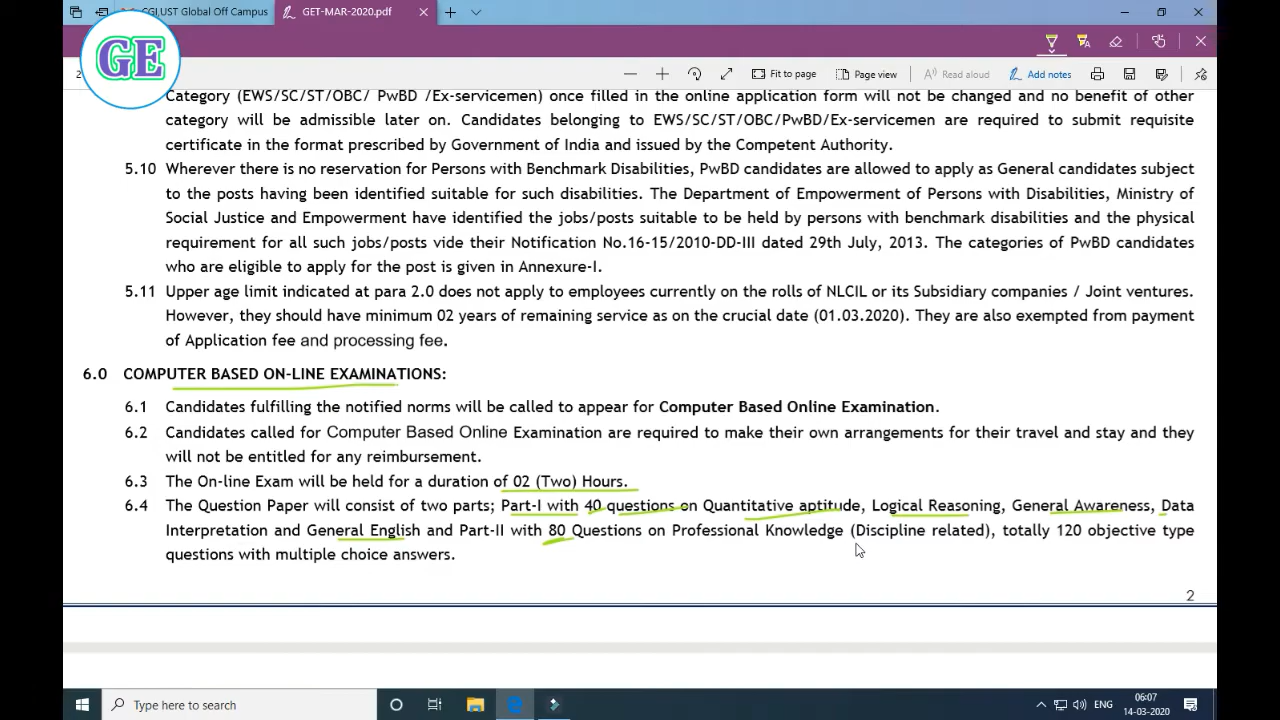 CGI,UST Global Off Campus
GET-MAR-2020.pdf
GE
2
Fit to page
Page view
Read aloud
Add notes
Category (EWS/SC/ST/OBC/ PwBD /Ex-servicemen) once filled in the online application form will not be changed and no benefit of other
category will be admissible later on. Candidates belonging to EWS/SC/ST/OBC/PwBD/Ex-servicemen are required to submit requisite
certificate in the format prescribed by Government of India and issued by the Competent Authority.
5.10 Wherever there is no reservation for Persons with Benchmark Disabilities, PwBD candidates are allowed to apply as General candidates subject
to the posts having been identified suitable for such disabilities. The Department of Empowerment of Persons with Disabilities, Ministry of
Social Justice and Empowerment have identified the jobs/posts suitable to be held by persons with benchmark disabilities and the physical
requirement for all such jobs/posts vide their Notification No.16-15/2010-DD-III dated 29th July, 2013. The categories of PwBD candidates
who are eligible to apply for the post is given in Annexure-I.
5.11 Upper age limit indicated at para 2.0 does not apply to employees currently on the rolls of NLCIL or its Subsidiary companies / Joint ventures.
However, they should have minimum 02 years of remaining service as on the crucial date (01.03.2020). They are also exempted from payment
of Application fee and processing fee.
6.0 COMPUTER BASED ON-LINE EXAMINATIONS:
6.1 Candidates fulfilling the notified norms will be called to appear for Computer Based Online Examination.
6.2 Candidates called for Computer Based Online Examination are required to make their own arrangements for their travel and stay and they
will not be entitled for any reimbursement.
6.3 The On-line Exam will be held for a duration of 02 (Two) Hours.
6.4 The Question Paper will consist of two parts; Part-I with 40 questions on Quantitative aptitude, Logical Reasoning, General Awareness, Data
Interpretation and General English and Part-II with 80 Questions on Professional Knowledge (Discipline related), totally 120 objective type
questions with multiple choice answers.
2
Type here to search
ENG
06:07
14-03-2020